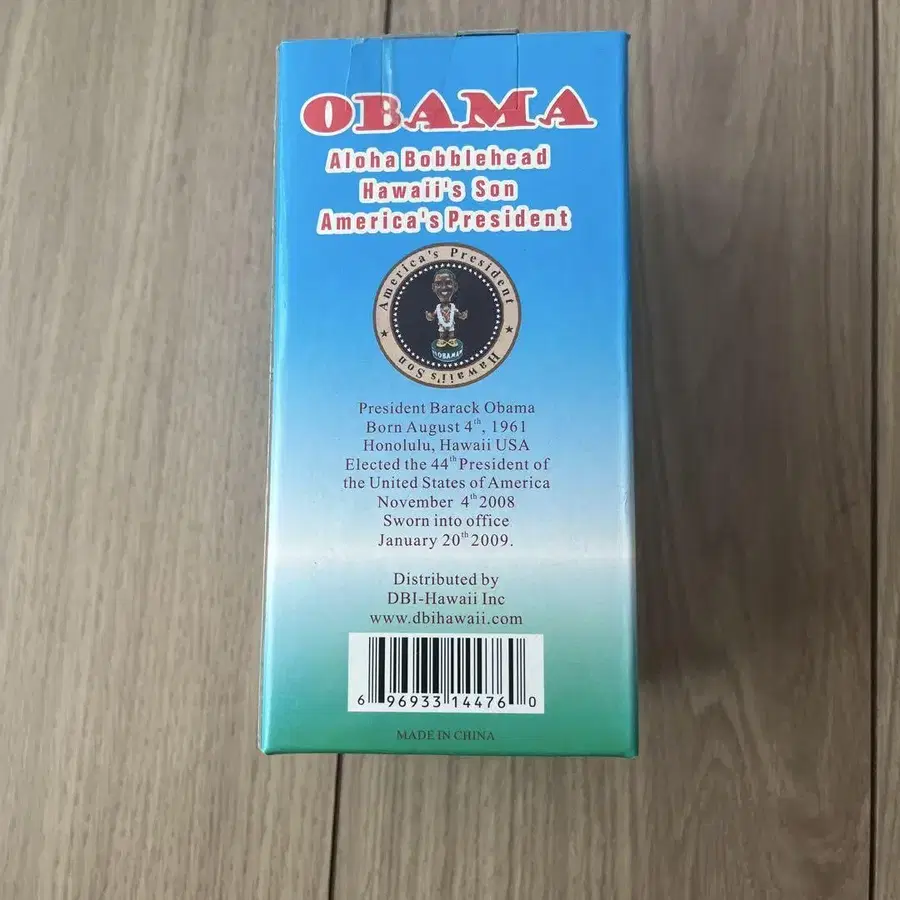 OBAMA
Aloha Bobblehead
Hawaii's Son
America's President
America's President
OBAMA
Hawaii's Son
President Barack Obama
Born August 4th, 1961
Honolulu, Hawaii USA
Elected the 44th President of
the United States of America
November 4th 2008
Sworn into office
January 20th 2009.
Distributed by
DBI-Hawaii Inc
www.dbihawaii.com
6 96933 14476 0
MADE IN CHINA